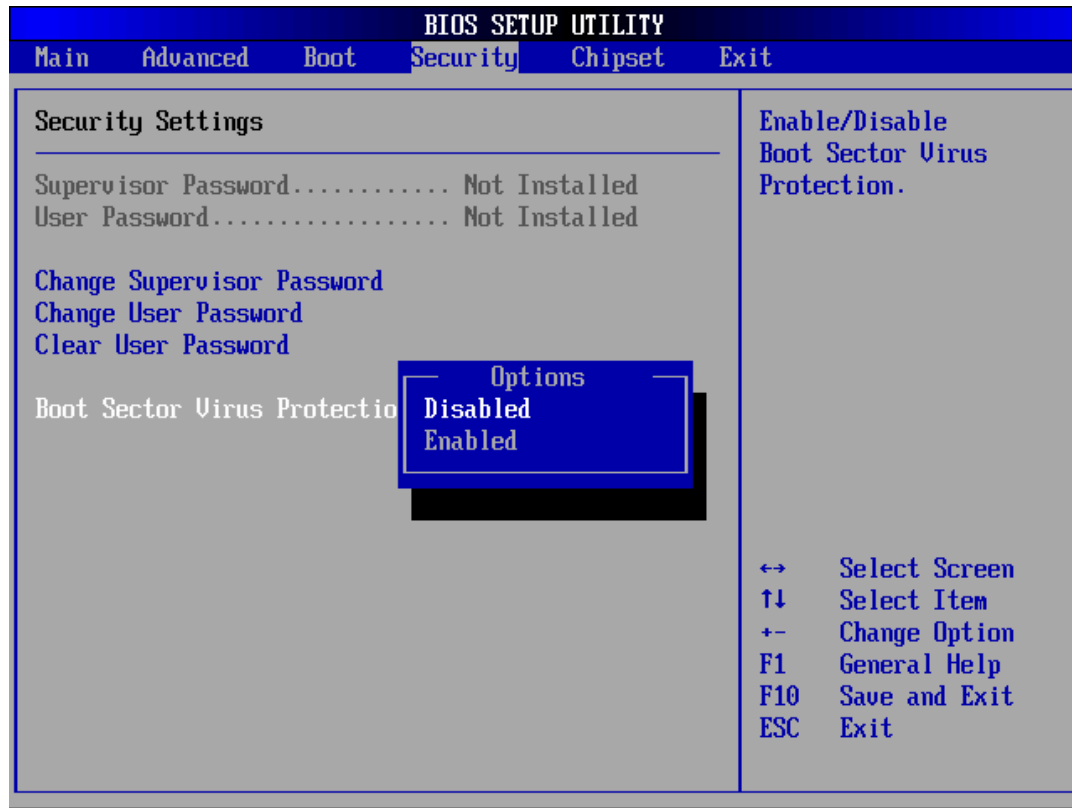 BIOS SETUP UTILITY
Main Advanced Boot Security Chipset Exit
Security Settings
Supervisor Password............ Not Installed
User Password.................. Not Installed
Change Supervisor Password
Change User Password
Clear User Password
Boot Sector Virus Protectio
Options
Disabled
Enabled
Enable/Disable
Boot Sector Virus
Protection.
↔ Select Screen
↑↓ Select Item
+- Change Option
F1 General Help
F10 Save and Exit
ESC Exit